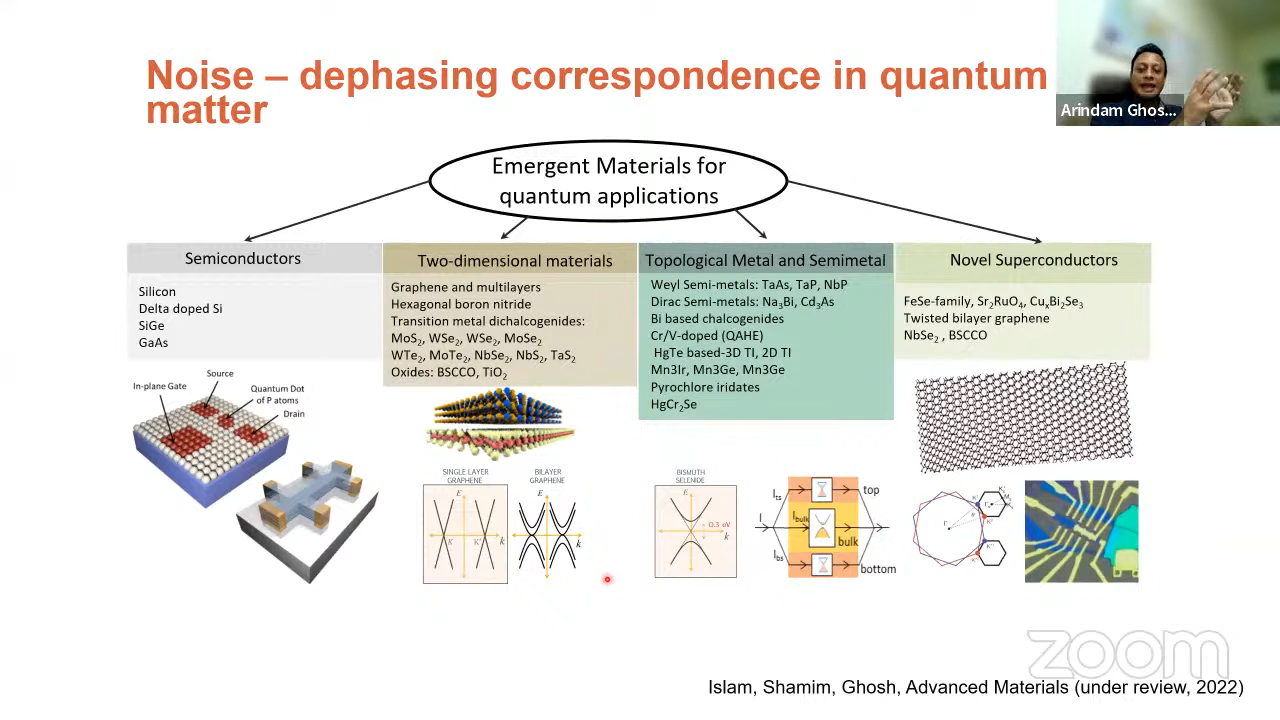 Noise – dephasing correspondence in quantum
matter
Arindam Ghos...
Emergent Materials for
quantum applications
Semiconductors
Silicon
Delta doped Si
SiGe
GaAs
Two-dimensional materials
Graphene and multilayers
Hexagonal boron nitride
Transition metal dichalcogenides:
MoS2, WSe2, WSe2, MoSe2
WTe2, MoTe2, NbSe2, NbS2, TaS2
Oxides: BSCCO, TiO2
Topological Metal and Semimetal
Weyl Semi-metals: TaAs, TaP, NbP
Dirac Semi-metals: Na3Bi, Cd3As
Bi based chalcogenides
Cr/V-doped (QAHE)
HgTe based-3D TI, 2D TI
Mn3Ir, Mn3Ge, Mn3Ge
Pyrochlore iridates
HgCr2Se
Novel Superconductors
FeSe-family, Sr2RuO4, CuxBi2Se3
Twisted bilayer graphene
NbSe2 , BSCCO
Source
In-plane Gate
Quantum Dot
of P atoms
Drain
SINGLE LAYER
GRAPHENE
E
K
K'
k
BILAYER
GRAPHENE
E
k
BISMUTH
SELENIDE
E
0.3 eV
k
Its
top
I
Ibulk
bulk
Ibs
bottom
zoom
Islam, Shamim, Ghosh, Advanced Materials (under review, 2022)